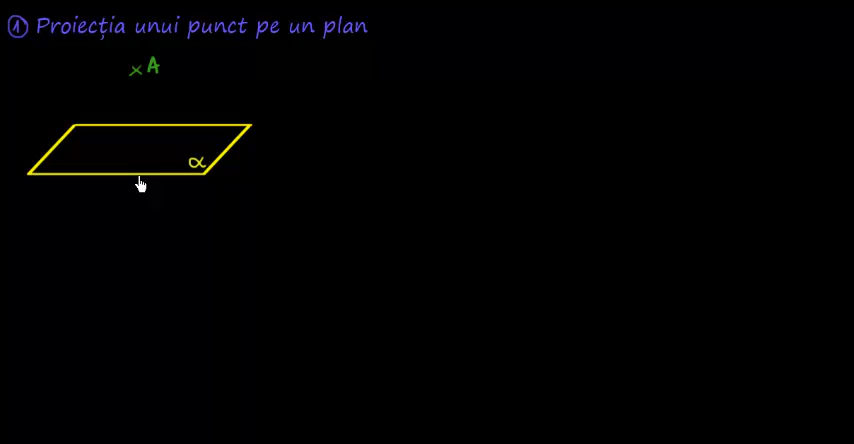 ① Proiecția unui punct pe un plan
× A
α